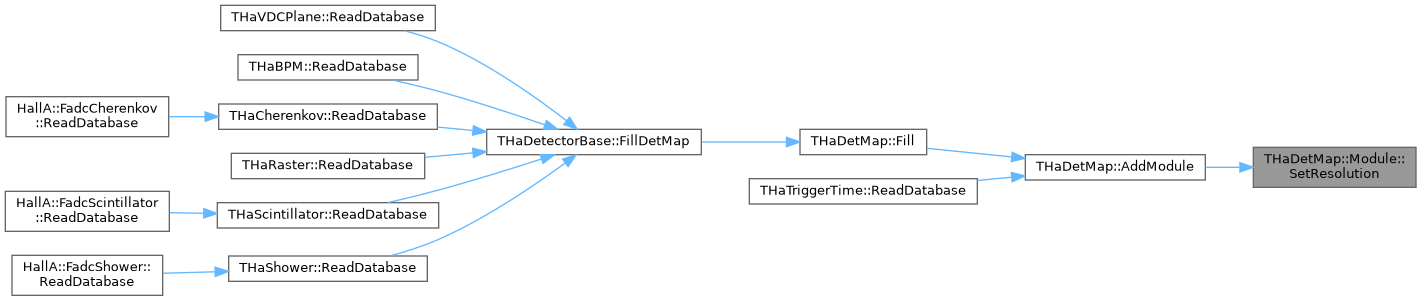 THaVDCPlane::ReadDatabase
THaBPM::ReadDatabase
HallA::FadcCherenkov
::ReadDatabase
THaCherenkov::ReadDatabase
THaRaster::ReadDatabase
HallA::FadcScintillator
::ReadDatabase
THaScintillator::ReadDatabase
HallA::FadcShower::
ReadDatabase
THaShower::ReadDatabase
THaDetectorBase::FillDetMap
THaDetMap::Fill
THaTriggerTime::ReadDatabase
THaDetMap::AddModule
THaDetMap::Module::
SetResolution